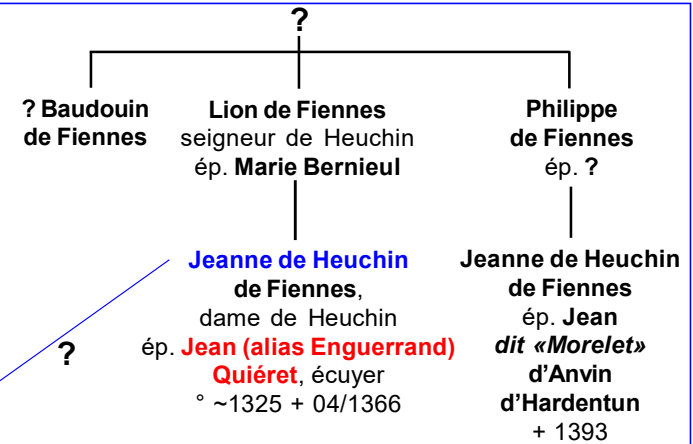 ?
? Baudouin
de Fiennes
Lion de Fiennes
seigneur de Heuchin
ép. Marie Bernieul
Philippe
de Fiennes
ép. ?
Jeanne de Heuchin
de Fiennes,
dame de Heuchin
ép. Jean (alias Enguerrand)
Quiéret, écuyer
° ~1325 + 04/1366
Jeanne de Heuchin
de Fiennes
ép. Jean
dit «Morelet»
d'Anvin
d'Hardentun
+ 1393
?